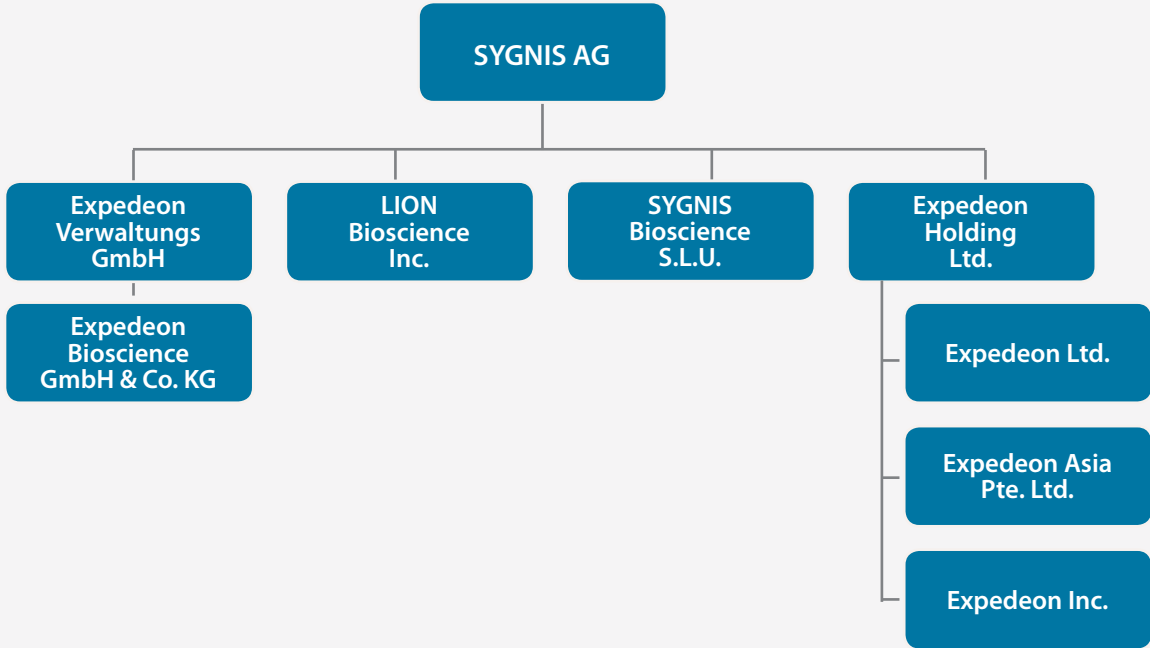 SYGNIS AG
Expedeon
Verwaltungs
GmbH
LION
Bioscience
Inc.
SYGNIS
Bioscience
S.L.U.
Expedeon
Holding
Ltd.
Expedeon
Bioscience
GmbH & Co. KG
Expedeon Ltd.
Expedeon Asia
Pte. Ltd.
Expedeon Inc.